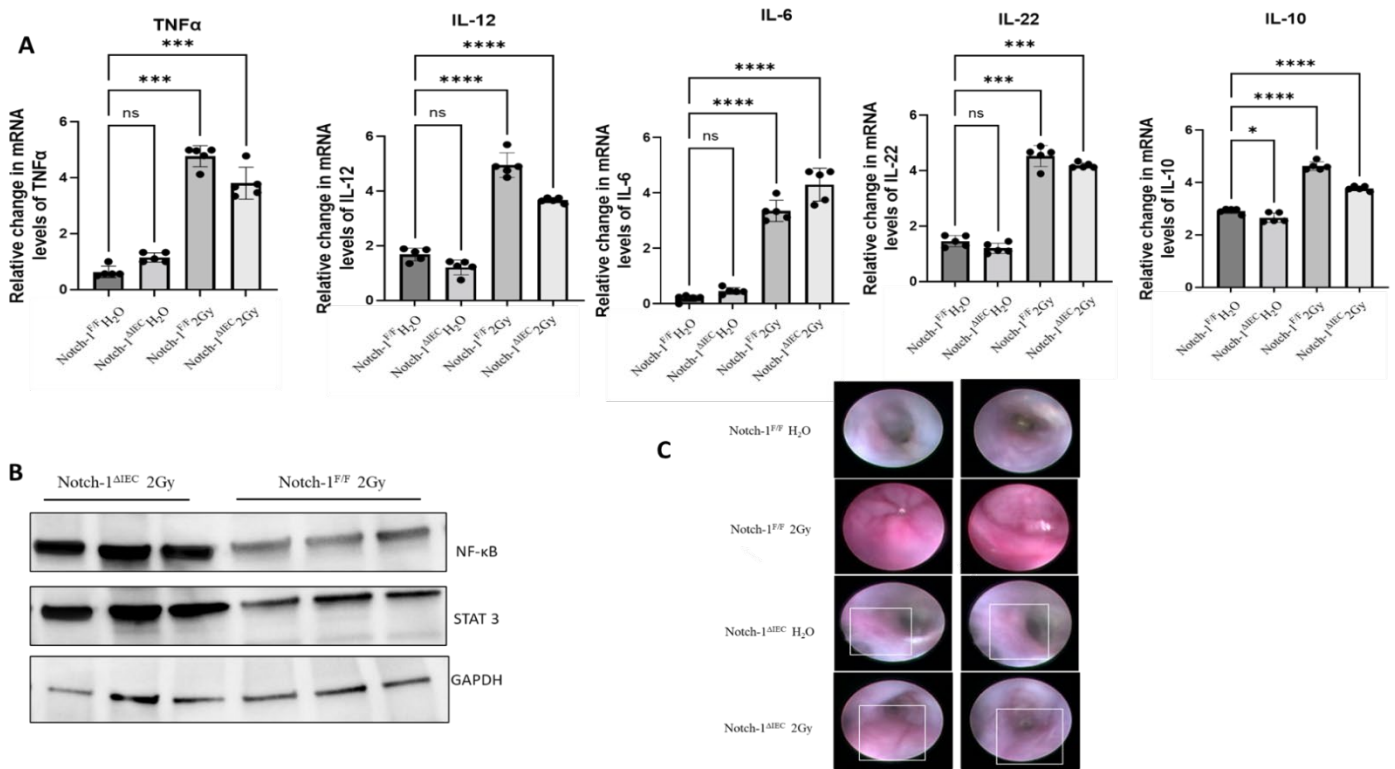 A
TNFα
***
***
ns
Relative change in mRNA
levels of TNFα
6
4
2
0
Notch-1F/F H2O
Notch-1ΔIEC H2O
Notch-1F/F 2Gy
Notch-1ΔIEC 2Gy
IL-12
****
****
ns
Relative change in mRNA
levels of IL-12
6
4
2
0
Notch-1F/F H2O
Notch-1ΔIEC H2O
Notch-1F/F 2Gy
Notch-1ΔIEC 2Gy
IL-6
****
****
ns
Relative change in mRNA
levels of IL-6
6
4
2
0
Notch-1F/F H2O
Notch-1ΔIEC H2O
Notch-1F/F 2Gy
Notch-1ΔIEC 2Gy
IL-22
***
***
ns
Relative change in mRNA
levels of IL-22
6
4
2
0
Notch-1F/F H2O
Notch-1ΔIEC H2O
Notch-1F/F 2Gy
Notch-1ΔIEC 2Gy
IL-10
****
****
*
Relative change in mRNA
levels of IL-10
6
4
2
0
Notch-1F/F H2O
Notch-1ΔIEC H2O
Notch-1F/F 2Gy
Notch-1ΔIEC 2Gy
B
Notch-1ΔIEC 2Gy
Notch-1F/F 2Gy
NF-κB
STAT 3
GAPDH
C
Notch-1F/F H2O
Notch-1F/F 2Gy
Notch-1ΔIEC H2O
Notch-1ΔIEC 2Gy